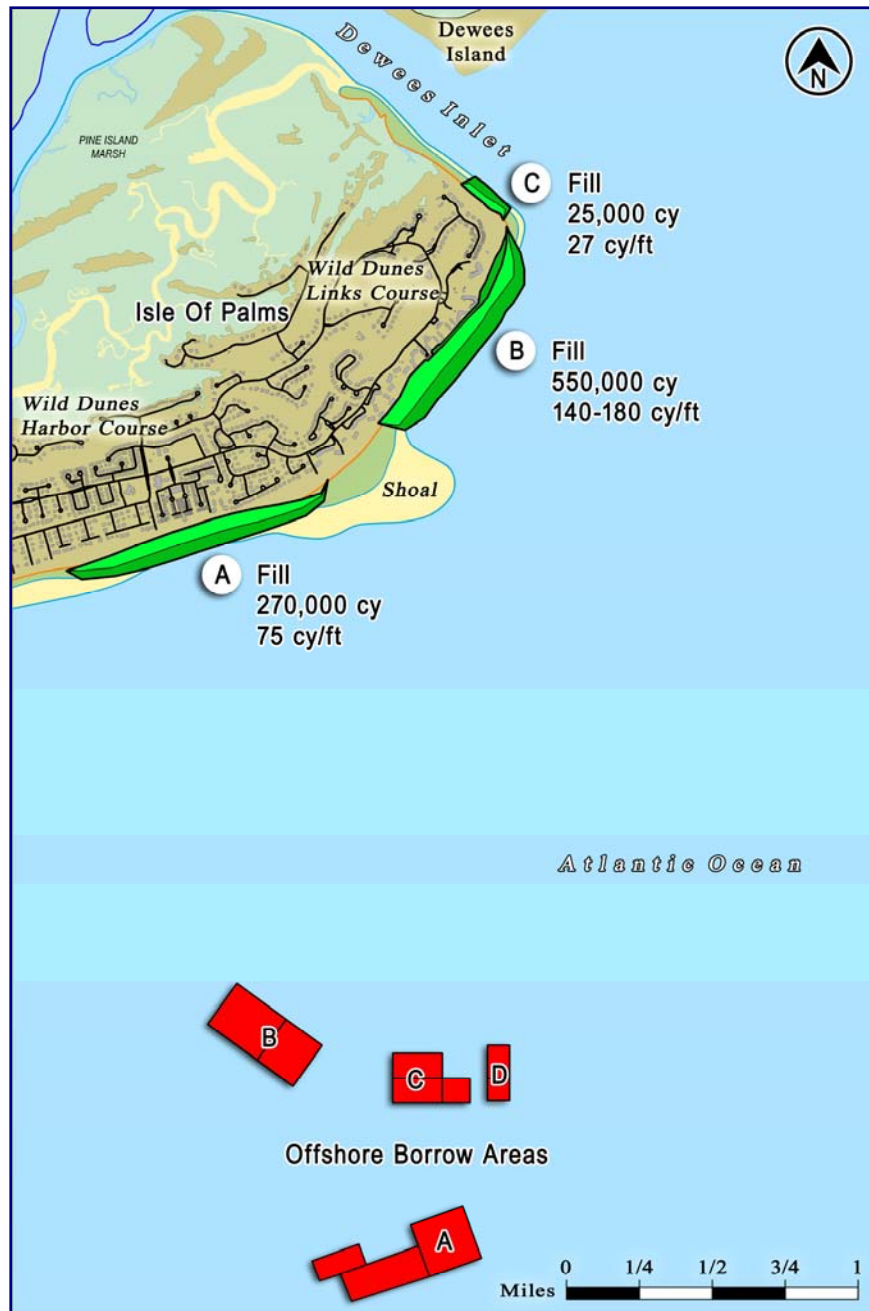 Dewees
Island
N
Dewees Inlet
PINE ISLAND
MARSH
C
Fill
25,000 cy
27 cy/ft
Wild Dunes
Links Course
Isle Of Palms
B
Fill
550,000 cy
140-180 cy/ft
Wild Dunes
Harbor Course
Shoal
A
Fill
270,000 cy
75 cy/ft
Atlantic Ocean
B
C
D
Offshore Borrow Areas
A
0 1/4 1/2 3/4 1
Miles